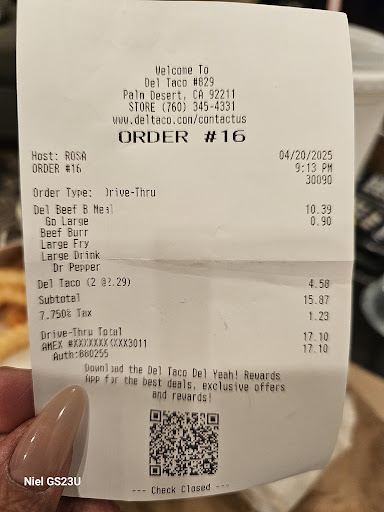 Welcome To
Del Taco #829
Palm Desert, CA 92211
STORE (760) 345-4331
www.deltaco.com/contactus
ORDER #16
Host: ROSA 04/20/2025
ORDER #16 9:13 PM
30090
Order Type: Drive-Thru
Del Beef B Meal 10.39
Go Large 0.90
Beef Burr
Large Fry
Large Drink
Dr Pepper
Del Taco (2 @2.29) 4.58
Subtotal 15.87
7.750% Tax 1.23
Drive-Thru Total 17.10
AMEX #XXXXXXXXXXX3011 17.10
Auth:880255
Download the Del Taco Del Yeah! Rewards
App for the best deals, exclusive offers
and rewards!
--- Check Closed ---
Niel GS23U